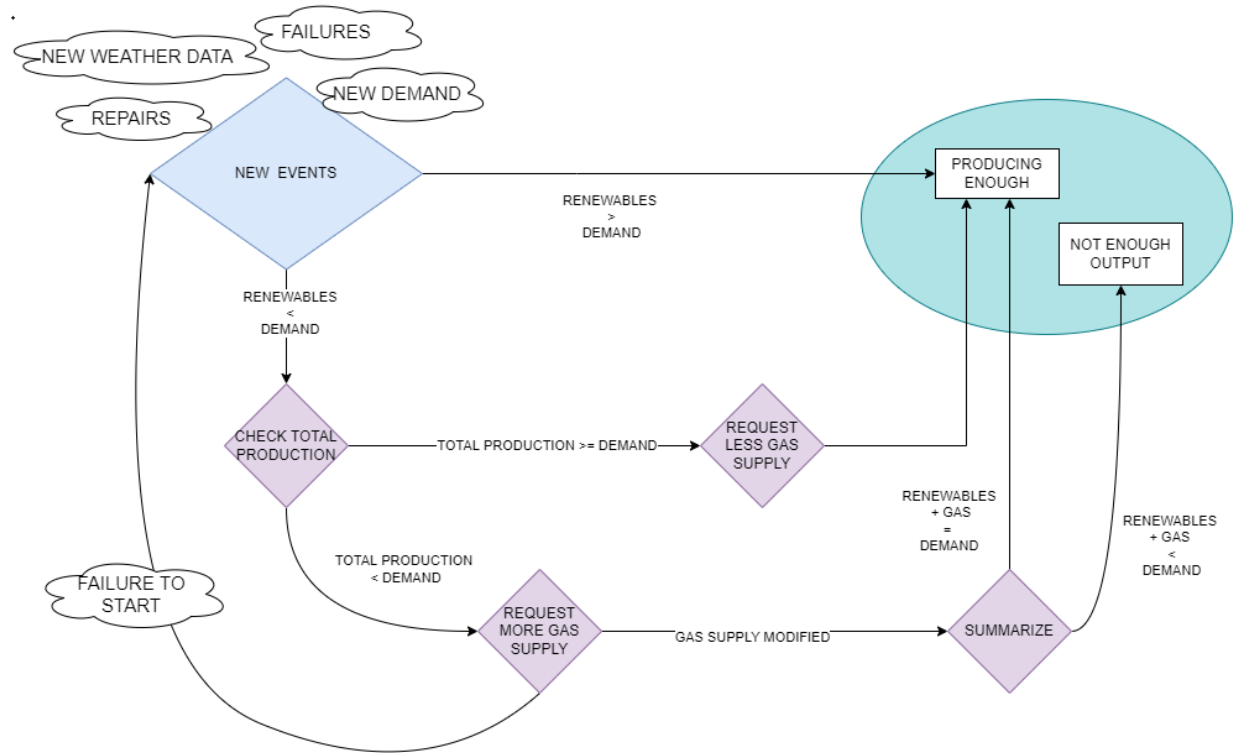 FAILURES
NEW WEATHER DATA
NEW DEMAND
REPAIRS
NEW EVENTS
PRODUCING
ENOUGH
RENEWABLES
>
DEMAND
NOT ENOUGH
OUTPUT
RENEWABLES
<
DEMAND
CHECK TOTAL
PRODUCTION
TOTAL PRODUCTION >= DEMAND
REQUEST
LESS GAS
SUPPLY
RENEWABLES
+ GAS
=
DEMAND
RENEWABLES
+ GAS
<
DEMAND
TOTAL PRODUCTION
< DEMAND
FAILURE TO
START
REQUEST
MORE GAS
SUPPLY
GAS SUPPLY MODIFIED
SUMMARIZE